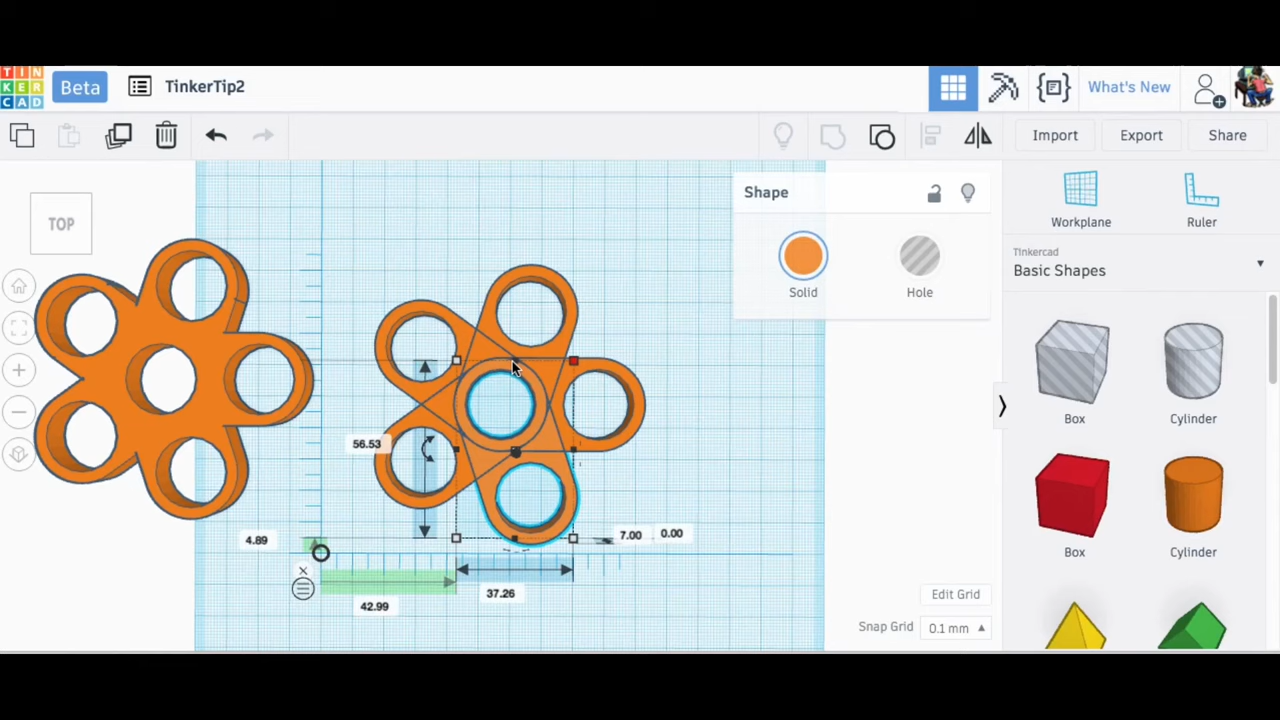 TIN
KER
CAD
Beta
TinkerTip2
What's New
Import
Export
Share
TOP
Shape
Solid
Hole
Workplane
Ruler
Tinkercad
Basic Shapes
Box
Cylinder
Box
Cylinder
56.53
4.89
7.00
0.00
37.26
42.99
Edit Grid
Snap Grid
0.1 mm